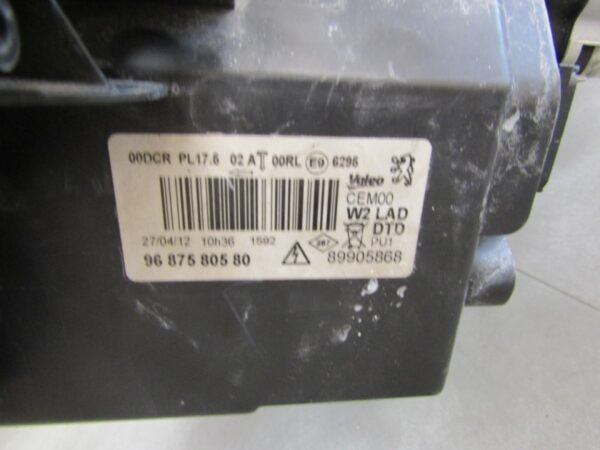 00DCR PL17.6 02 A T 00RL E9 6296
Valeo
CEM00
W2 LAD
DTD
PU1
27/04/12 10h36 1592
96 875 805 80
89905868